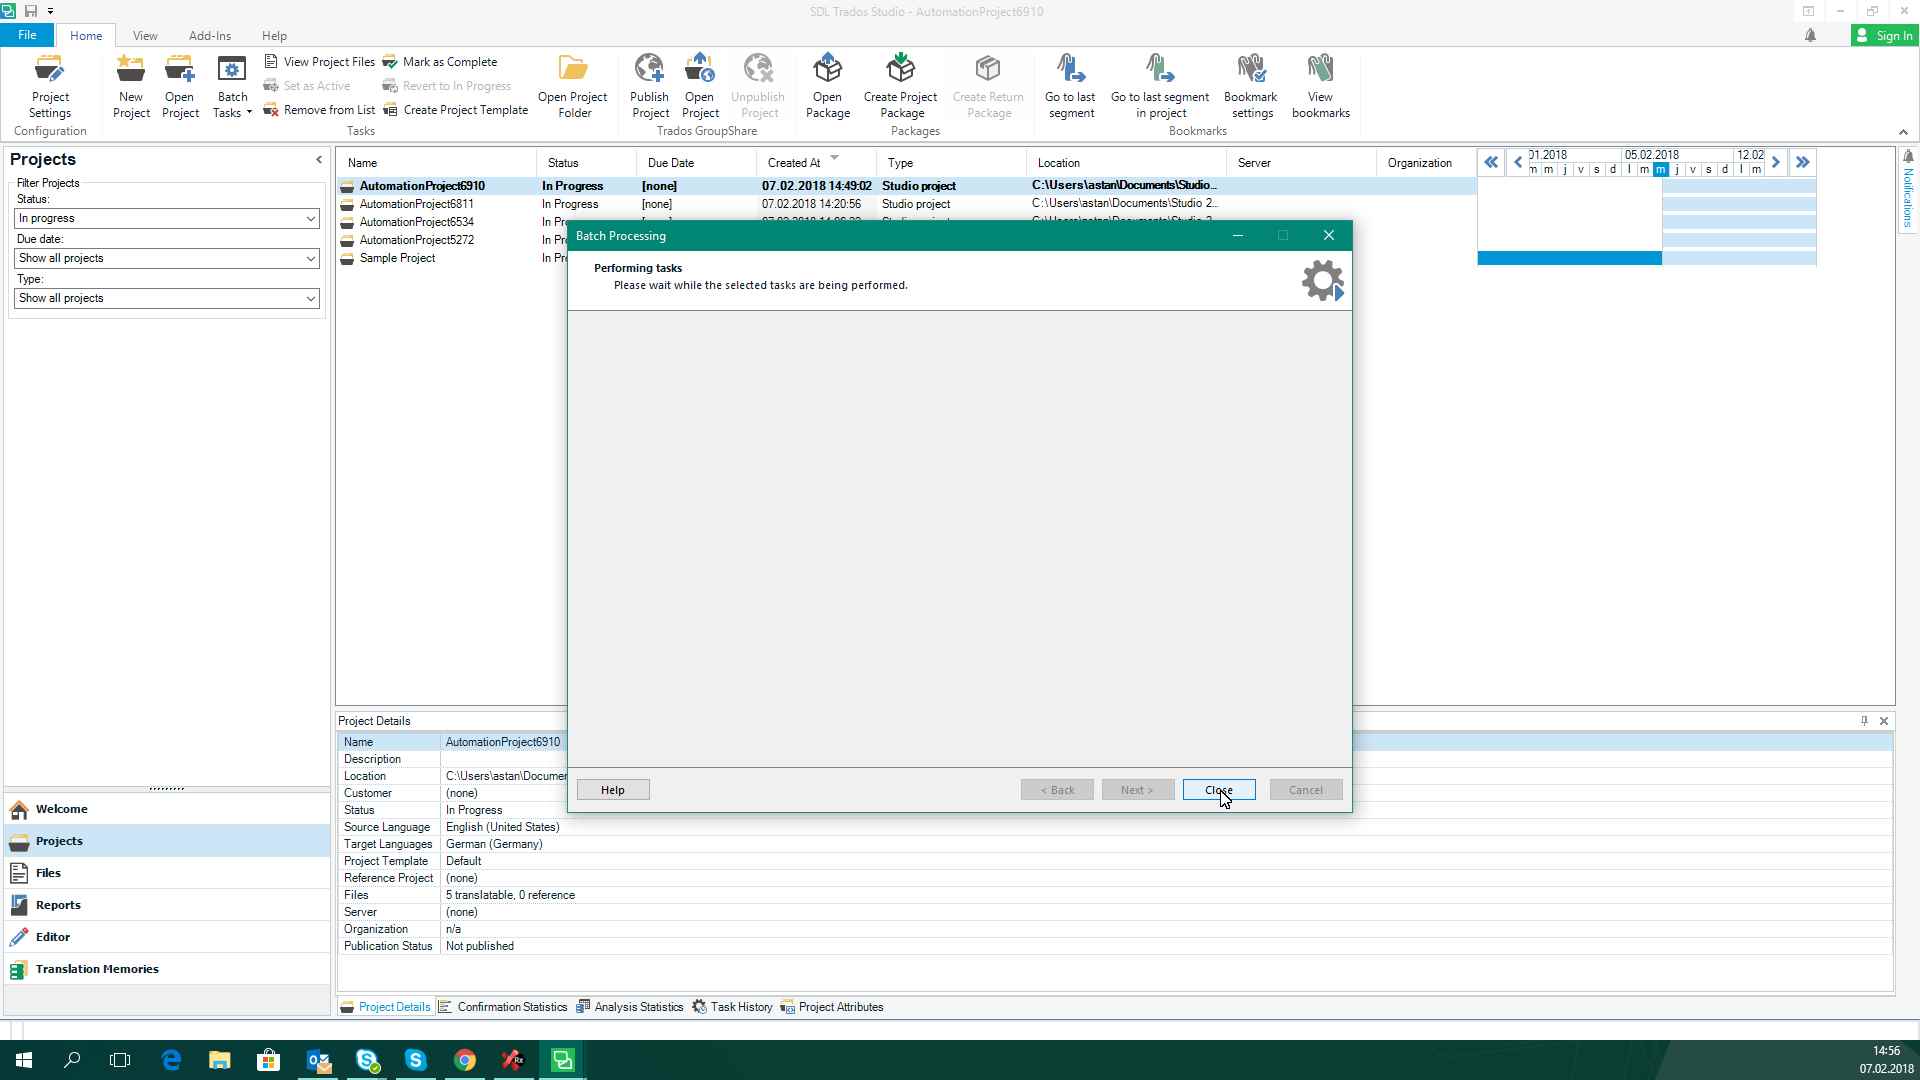 SDL Trados Studio - AutomationProject6910
File
Home
View
Add-Ins
Help
Sign In
Project Settings
New Project
Open Project
Batch Tasks
View Project Files
Set as Active
Remove from List
Mark as Complete
Revert to In Progress
Create Project Template
Open Project Folder
Publish Project
Open Project
Unpublish Project
Open Package
Create Project Package
Create Return Package
Go to last segment
Go to last segment in project
Bookmark settings
View bookmarks
Configuration
Tasks
Trados GroupShare
Packages
Bookmarks
Projects
Filter Projects
Status:
In progress
Due date:
Show all projects
Type:
Show all projects
Name Status Due Date Created At Type Location Server Organization
01.2018 05.02.2018 12.02
m m j v s d l m m j v s d l m
AutomationProject6910 In Progress [none] 07.02.2018 14:49:02 Studio project C:\Users\astan\Documents\Studio...
AutomationProject6811 In Progress [none] 07.02.2018 14:20:56 Studio project C:\Users\astan\Documents\Studio 2...
AutomationProject6534 In Pr
AutomationProject5272 In Pr
Sample Project In Pr
Notifications
Batch Processing
Performing tasks
Please wait while the selected tasks are being performed.
Help
< Back
Next >
Close
Cancel
Project Details
Name AutomationProject6910
Description
Location C:\Users\astan\Documen
Customer (none)
Status In Progress
Source Language English (United States)
Target Languages German (Germany)
Project Template Default
Reference Project (none)
Files 5 translatable, 0 reference
Server (none)
Organization n/a
Publication Status Not published
Welcome
Projects
Files
Reports
Editor
Translation Memories
Project Details
Confirmation Statistics
Analysis Statistics
Task History
Project Attributes
14:56
07.02.2018